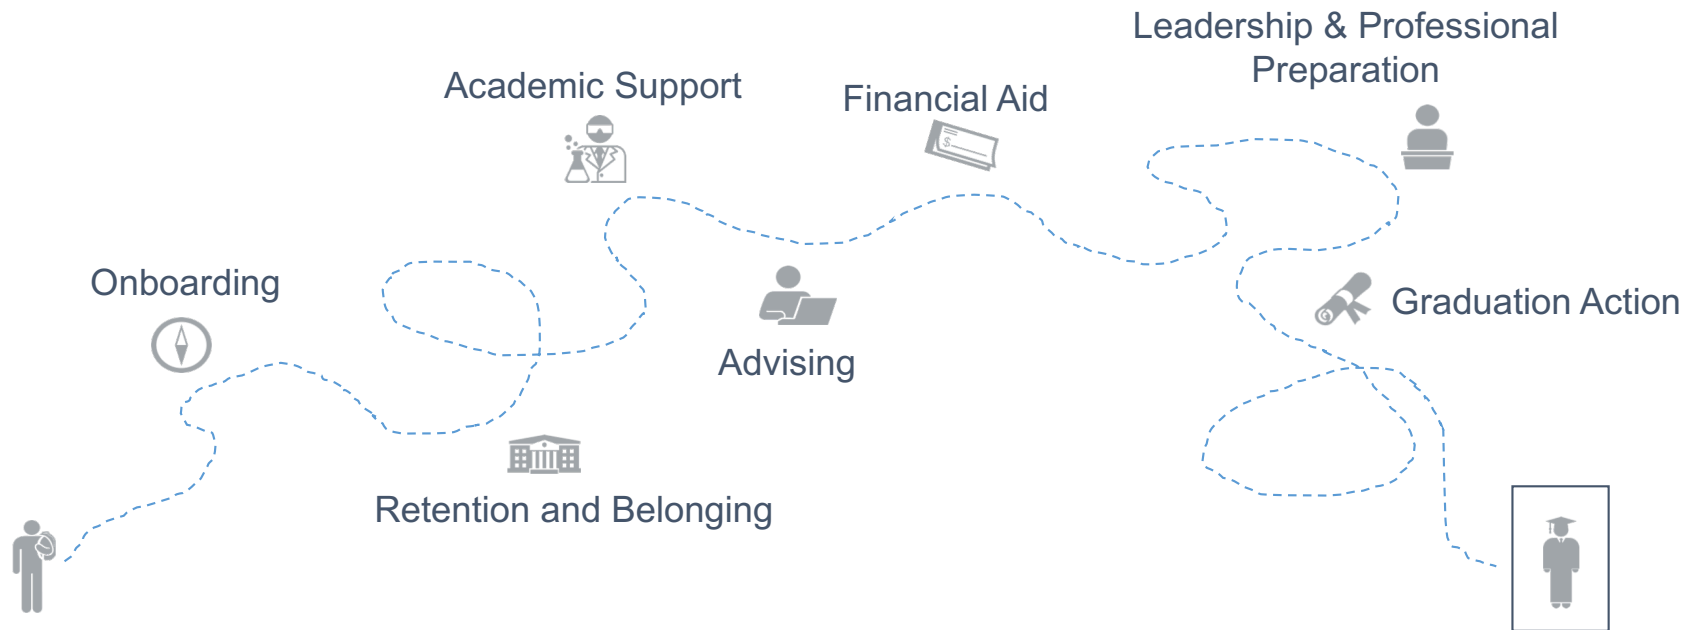 Leadership & Professional
Preparation
Academic Support
Financial Aid
Onboarding
Graduation Action
Advising
Retention and Belonging
$